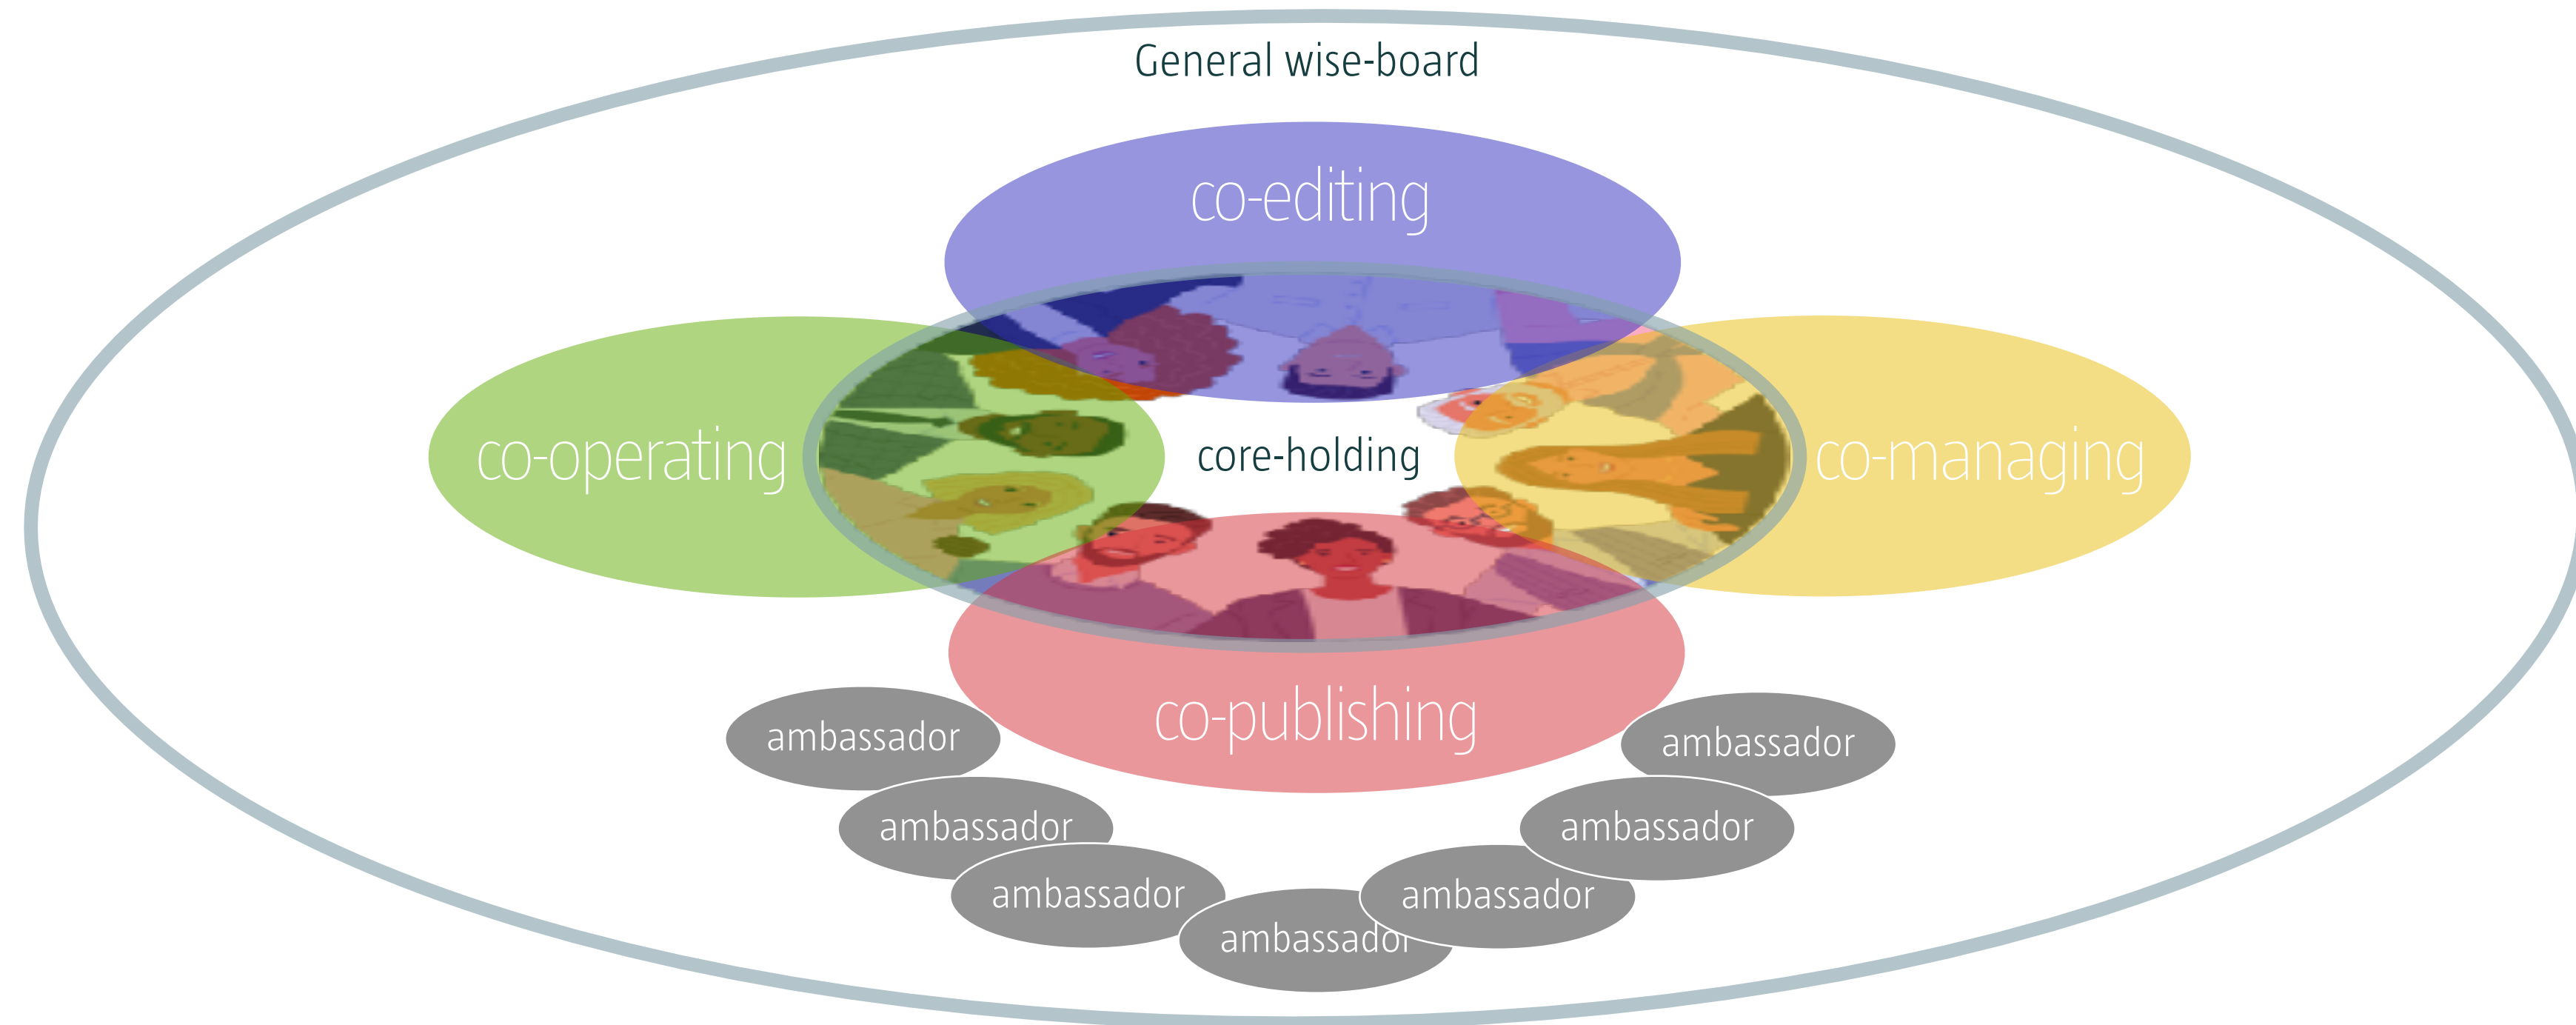 General wise-board
co-editing
co-operating
core-holding
co-managing
co-publishing
ambassador
ambassador
ambassador
ambassador
ambassador
ambassador
ambassador